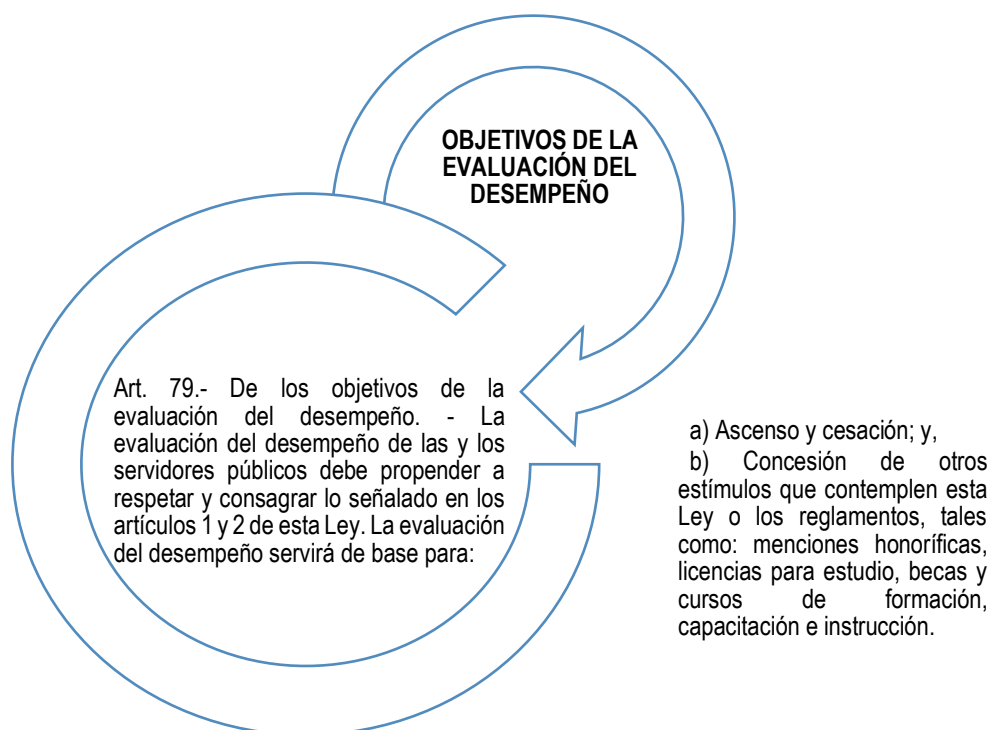 OBJETIVOS DE LA
EVALUACIÓN DEL
DESEMPEÑO
Art. 79.- De los objetivos de la
evaluación del desempeño. - La
evaluación del desempeño de las y los
servidores públicos debe propender a
respetar y consagrar lo señalado en los
artículos 1 y 2 de esta Ley. La evaluación
del desempeño servirá de base para:
a) Ascenso y cesación; y,
b) Concesión de otros
estímulos que contemplen esta
Ley o los reglamentos, tales
como: menciones honoríficas,
licencias para estudio, becas y
cursos de formación,
capacitación e instrucción.